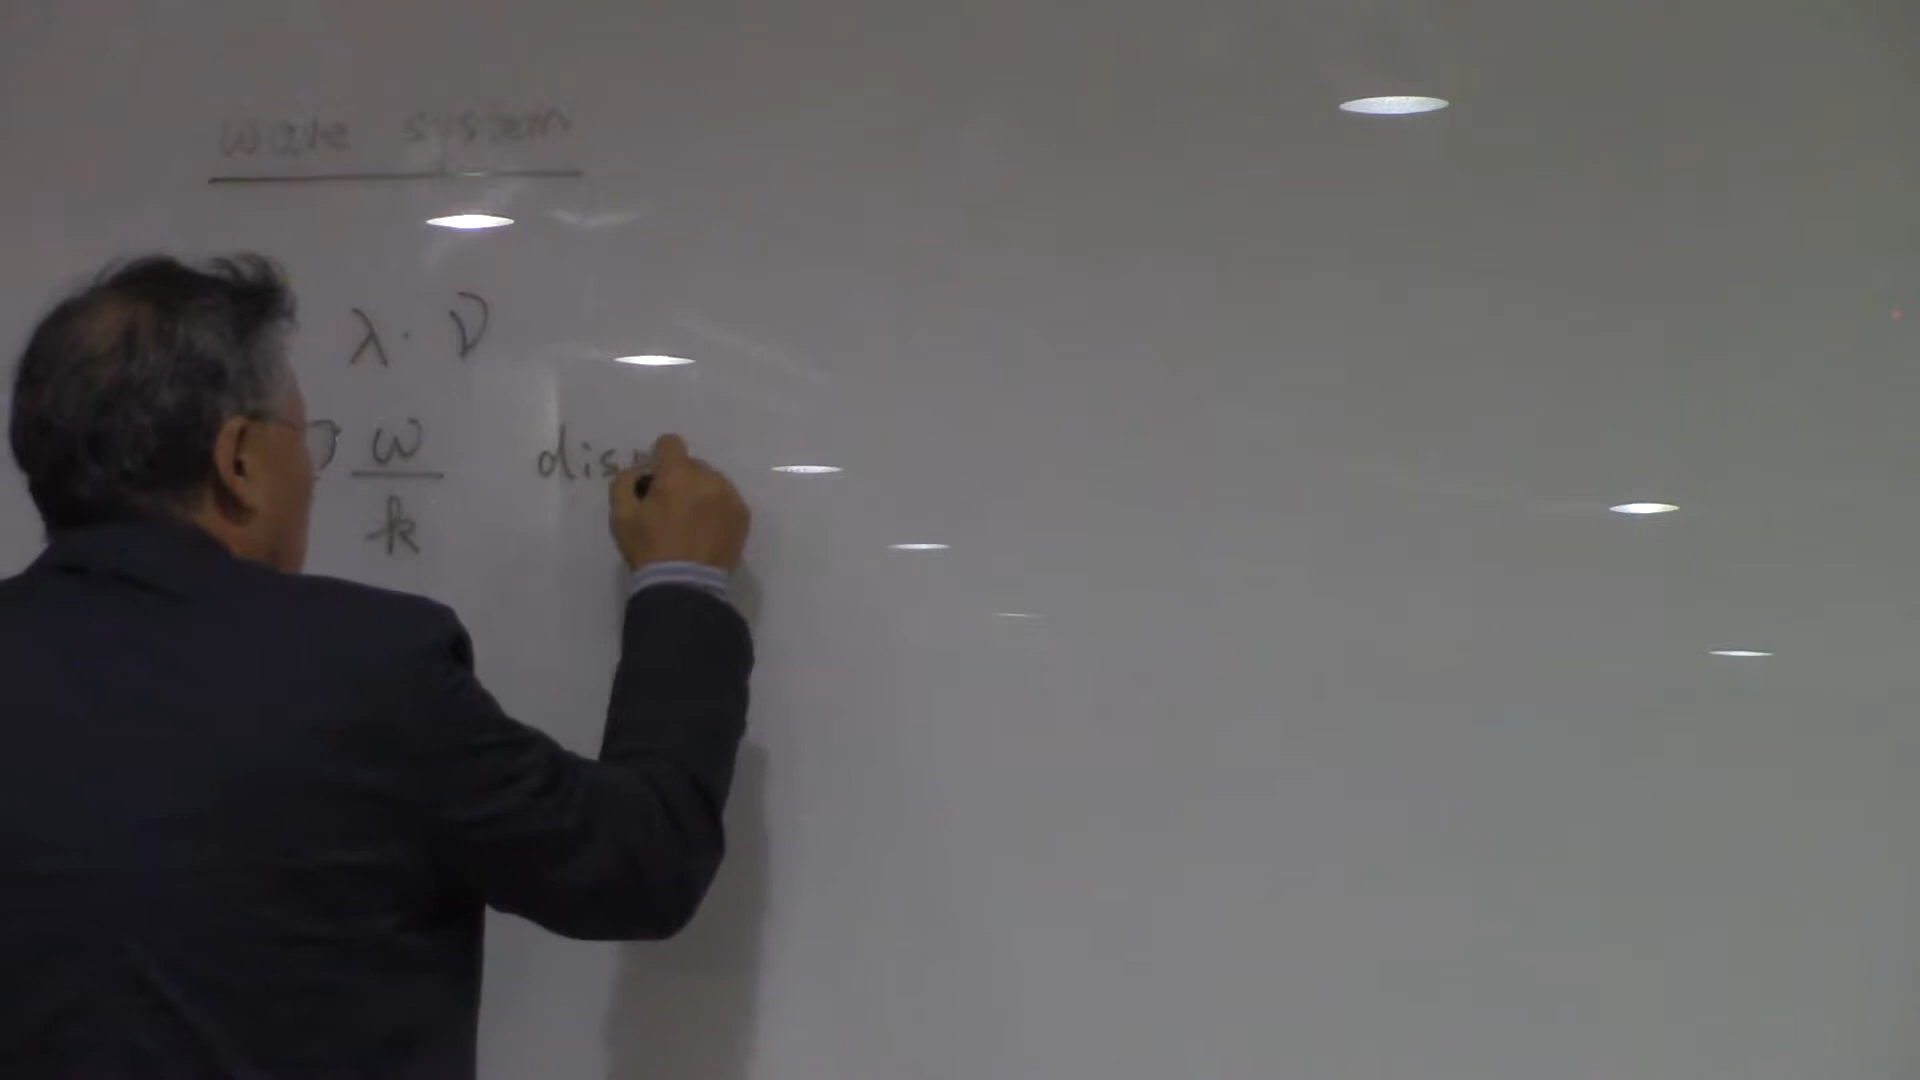 wave system
λ · ν
ω
k
dis